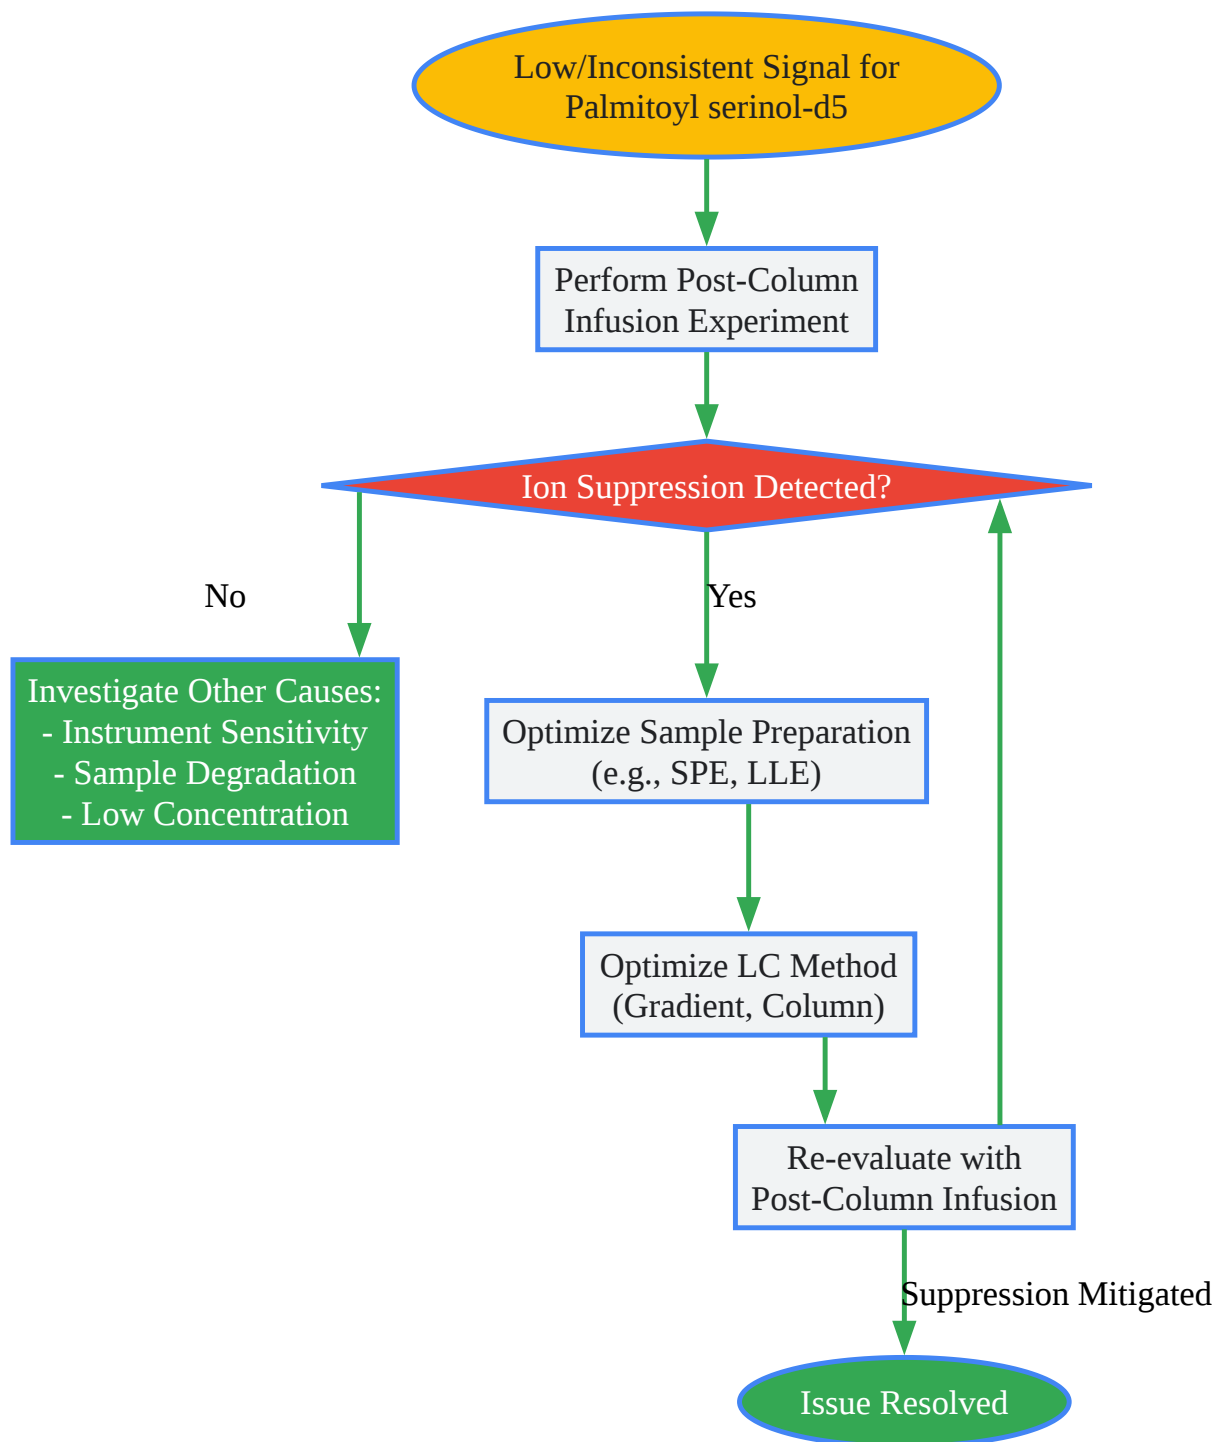 Low/Inconsistent Signal for
Palmitoyl serinol-d5
Perform Post-Column
Infusion Experiment
Ion Suppression Detected?
No
Yes
Investigate Other Causes:
- Instrument Sensitivity
- Sample Degradation
- Low Concentration
Optimize Sample Preparation
(e.g., SPE, LLE)
Optimize LC Method
(Gradient, Column)
Re-evaluate with
Post-Column Infusion
Suppression Mitigated
Issue Resolved